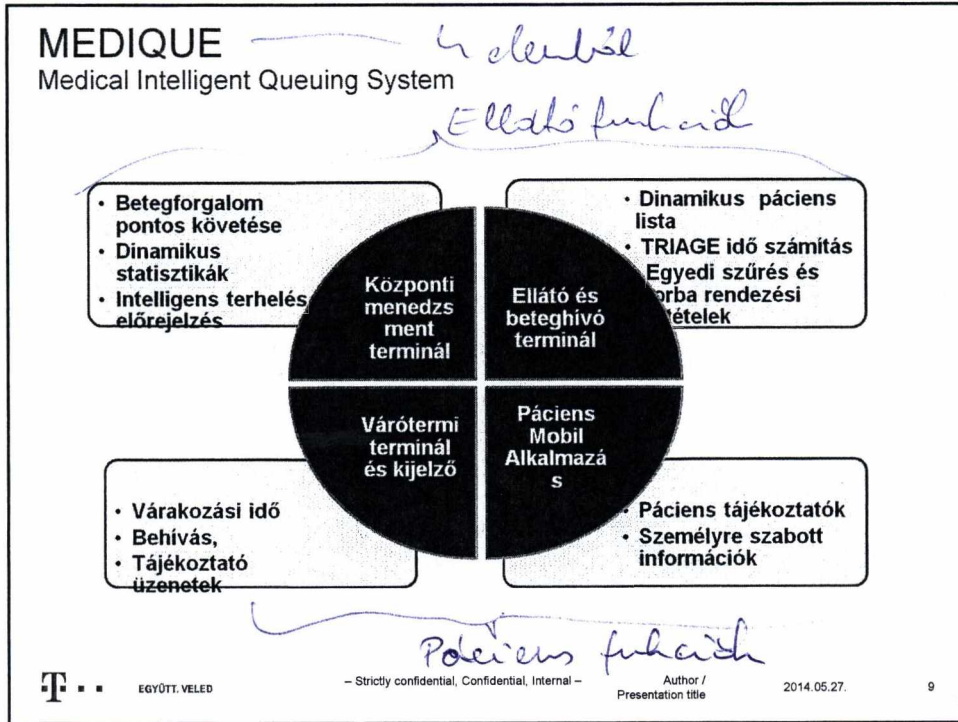 MEDIQUE
4 elemből
Medical Intelligent Queuing System
Ellátó funkciók
• Betegforgalom
pontos követése
• Dinamikus
statisztikák
• Intelligens terhelés
előrejelzés
• Dinamikus páciens
lista
• TRIAGE idő számítás
Egyedi szűrés és
orba rendezési
tételek
Központi
menedzs
ment
terminál
Ellátó és
beteghívó
terminál
Várótermi
terminál
és kijelző
Páciens
Mobil
Alkalmazá
s
• Várakozási idő
• Behívás,
• Tájékoztató
üzenetek
• Páciens tájékoztatók
• Személyre szabott
információk
Páciens funkciók
T
EGYÜTT. VELED
– Strictly confidential, Confidential, Internal –
Author /
Presentation title
2014.05.27.
9